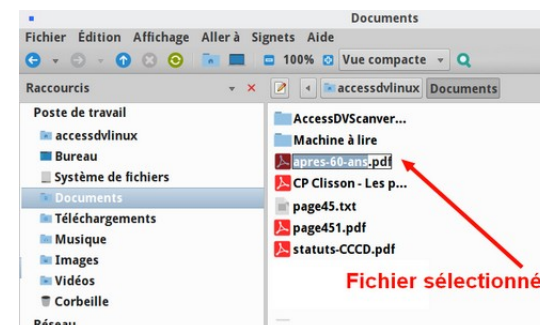 Documents
Fichier Édition Affichage Aller à Signets Aide
100% Vue compacte
Raccourcis
accessdvlinux Documents
Poste de travail
accessdvlinux
Bureau
Système de fichiers
Documents
Téléchargements
Musique
Images
Vidéos
Corbeille
Réseau
AccessDVScanver...
Machine à lire
apres-60-ans.pdf
CP Clisson - Les p...
page45.txt
page451.pdf
statuts-CCCD.pdf
Fichier sélectionné